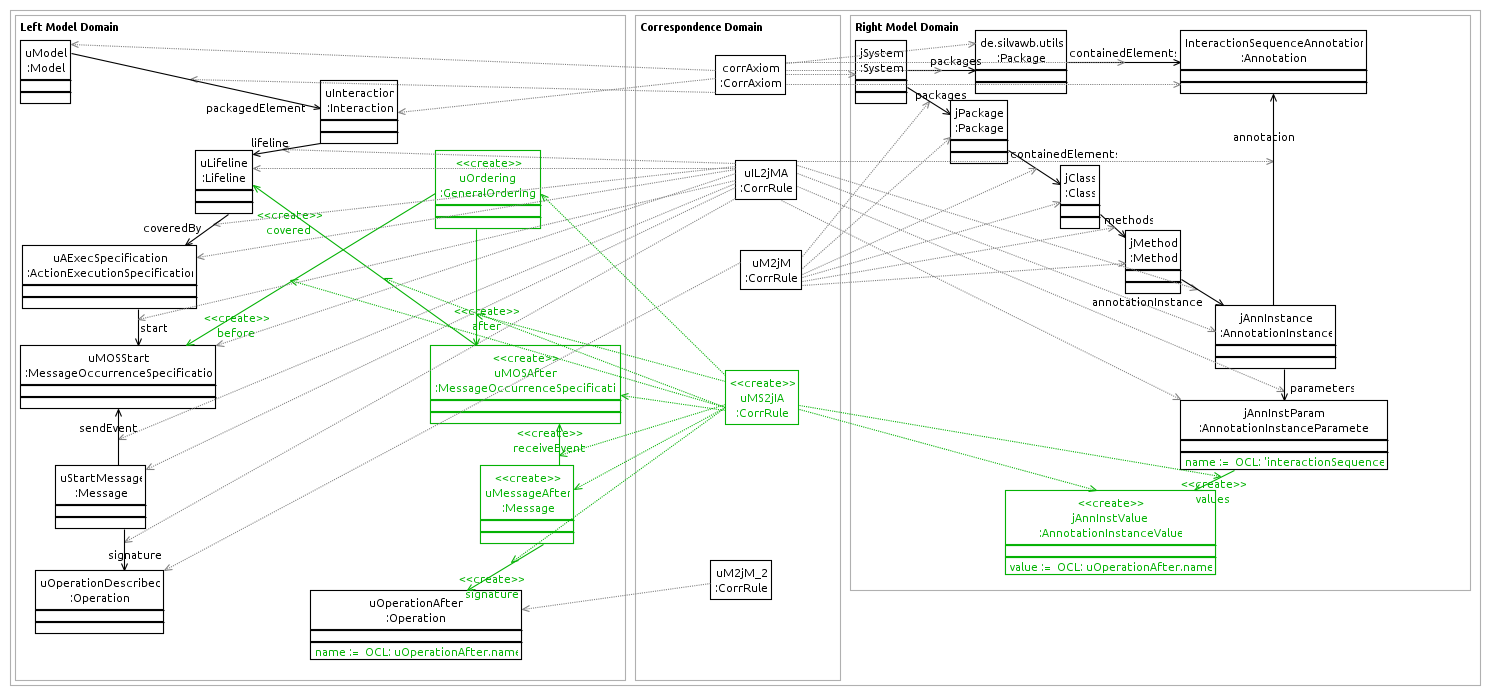 Left Model Domain
uModel
:Model
packagedElement
uInteraction
:Interaction
lifeline
uLifeline
:Lifeline
coveredBy
<<create>>
covered
<<create>>
uOrdering
:GeneralOrdering
uAExecSpecification
:ActionExecutionSpecification
start
<<create>>
before
<<create>>
after
uMOSStart
:MessageOccurrenceSpecificatio
<<create>>
uMOSAfter
:MessageOccurrenceSpecificati
sendEvent
<<create>>
receiveEvent
uStartMessage
:Message
<<create>>
uMessageAfter
:Message
signature
<<create>>
signature
uOperationDescribed
:Operation
uOperationAfter
:Operation
name := OCL: uOperationAfter.name
Correspondence Domain
corrAxiom
:CorrAxiom
uIL2jMA
:CorrRule
uM2jM
:CorrRule
<<create>>
uMS2jIA
:CorrRule
uM2jM_2
:CorrRule
Right Model Domain
jSystem
:System
packages
de.silvawb.utils
:Package
containedElements
InteractionSequenceAnnotation
:Annotation
packages
jPackage
:Package
containedElements
jClass
:Class
methods
jMethod
:Method
annotation
annotationInstance
jAnnInstance
:AnnotationInstance
parameters
jAnnInstParam
:AnnotationInstanceParamete
name := OCL: 'interactionSequence
<<create>>
values
<<create>>
jAnnInstValue
:AnnotationInstanceValue
value := OCL: uOperationAfter.name